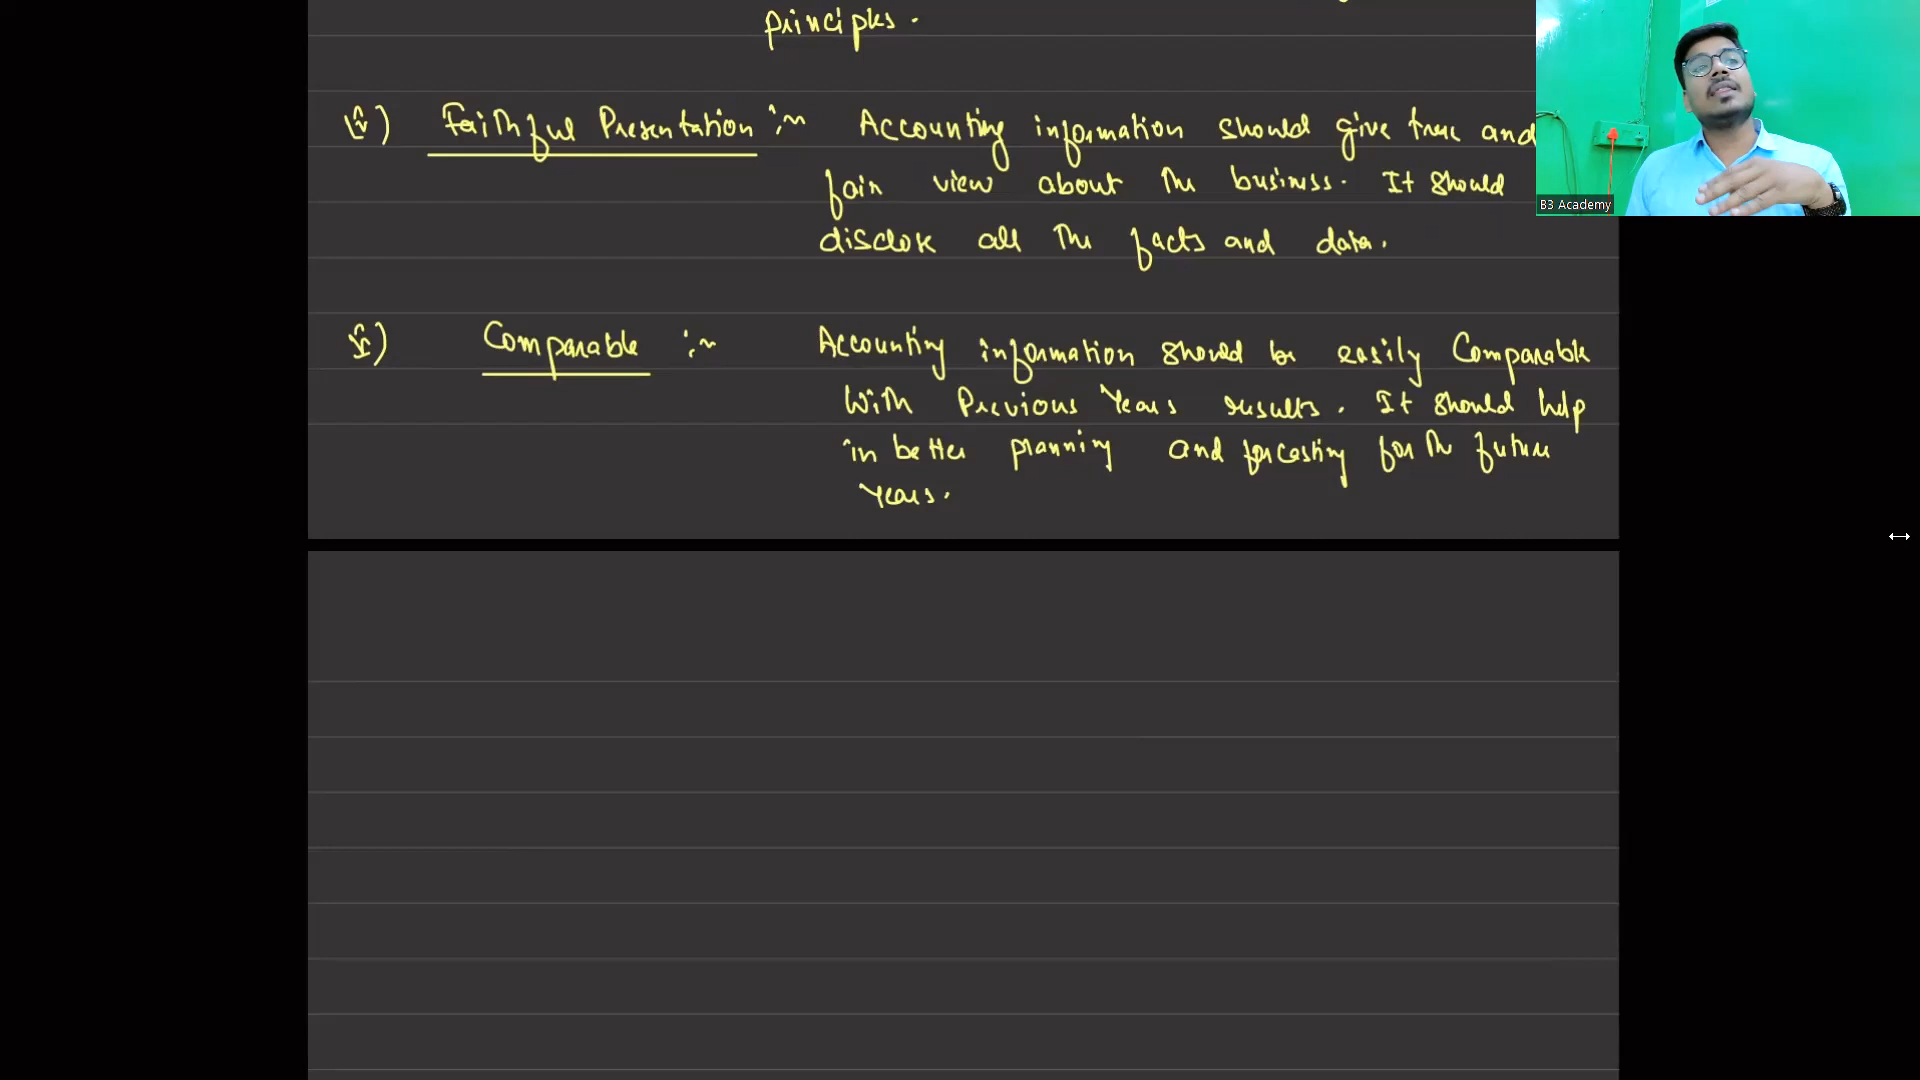 principles.
v) Faithful Presentation :~ Accounting information should give true and
fair view about the business. It should
disclose all the facts and data.
B3 Academy
Comparable :~ Accounting information should be easily Comparable
With Previous Years results. It should help
in better planning and forcasting for the future
Years.